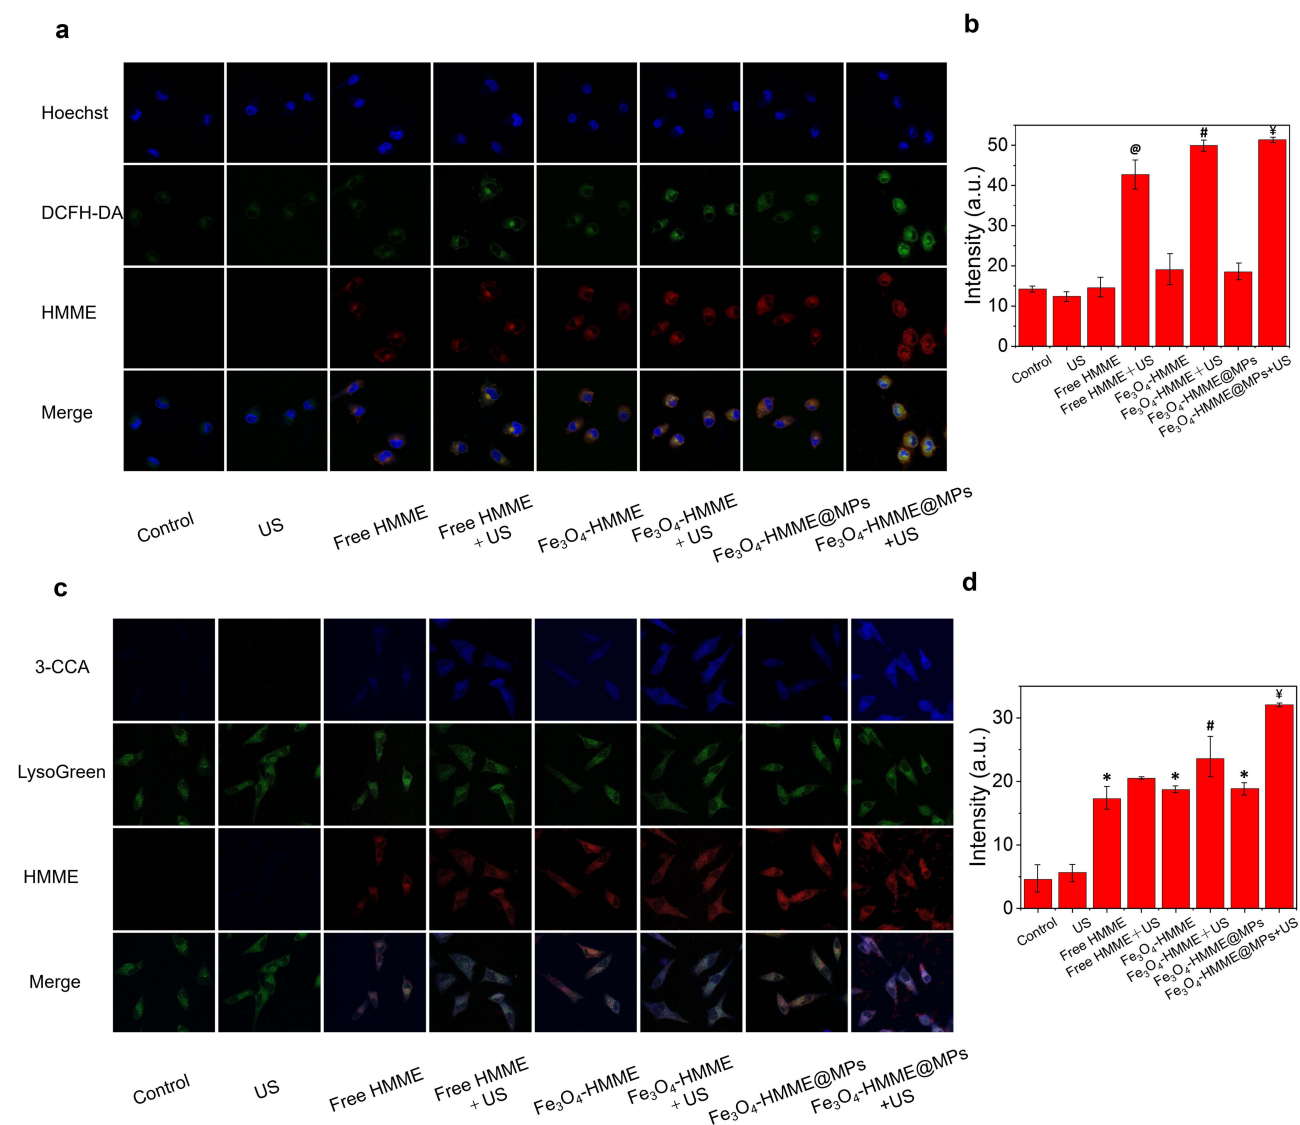 a
Hoechst
DCFH-DA
HMME
Merge
Control
US
Free HMME
Free HMME
+ US
Fe₃O₄-HMME
Fe₃O₄-HMME
+ US
Fe₃O₄-HMME@MPs
Fe₃O₄-HMME@MPs
+US
b
Intensity (a.u.)
50
40
30
20
10
0
@
#
¥
Control
US
Free HMME
Free HMME+US
Fe₃O₄-HMME
Fe₃O₄-HMME+US
Fe₃O₄-HMME@MPs
Fe₃O₄-HMME@MPs+US
c
3-CCA
LysoGreen
HMME
Merge
Control
US
Free HMME
Free HMME
+ US
Fe₃O₄-HMME
Fe₃O₄-HMME
+ US
Fe₃O₄-HMME@MPs
Fe₃O₄-HMME@MPs
+US
d
Intensity (a.u.)
30
20
10
0
*
*
#
*
¥
Control
US
Free HMME
Free HMME+US
Fe₃O₄-HMME
Fe₃O₄-HMME+US
Fe₃O₄-HMME@MPs
Fe₃O₄-HMME@MPs+US